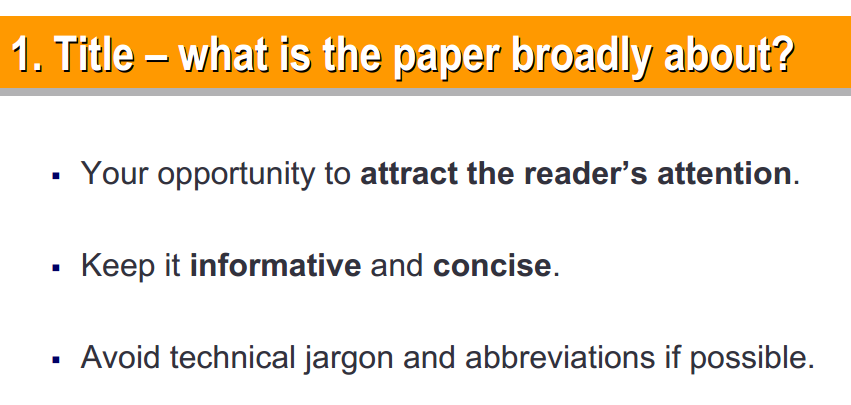 1. Title – what is the paper broadly about?
▪ Your opportunity to attract the reader’s attention.
▪ Keep it informative and concise.
▪ Avoid technical jargon and abbreviations if possible.